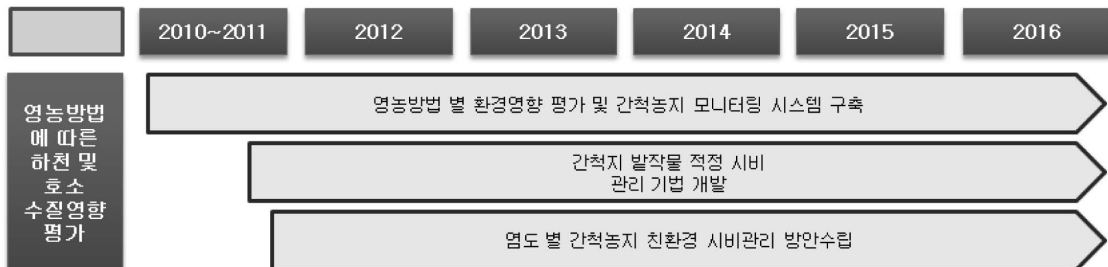 2010~2011 2012 2013 2014 2015 2016
영농방법
에 따른
하천 및
호소
수질영향
평가
영농방법 별 환경영향 평가 및 간척농지 모니터링 시스템 구축
간척지 밭작물 적정 시비
관리 기법 개발
염도 별 간척농지 친환경 시비관리 방안수립